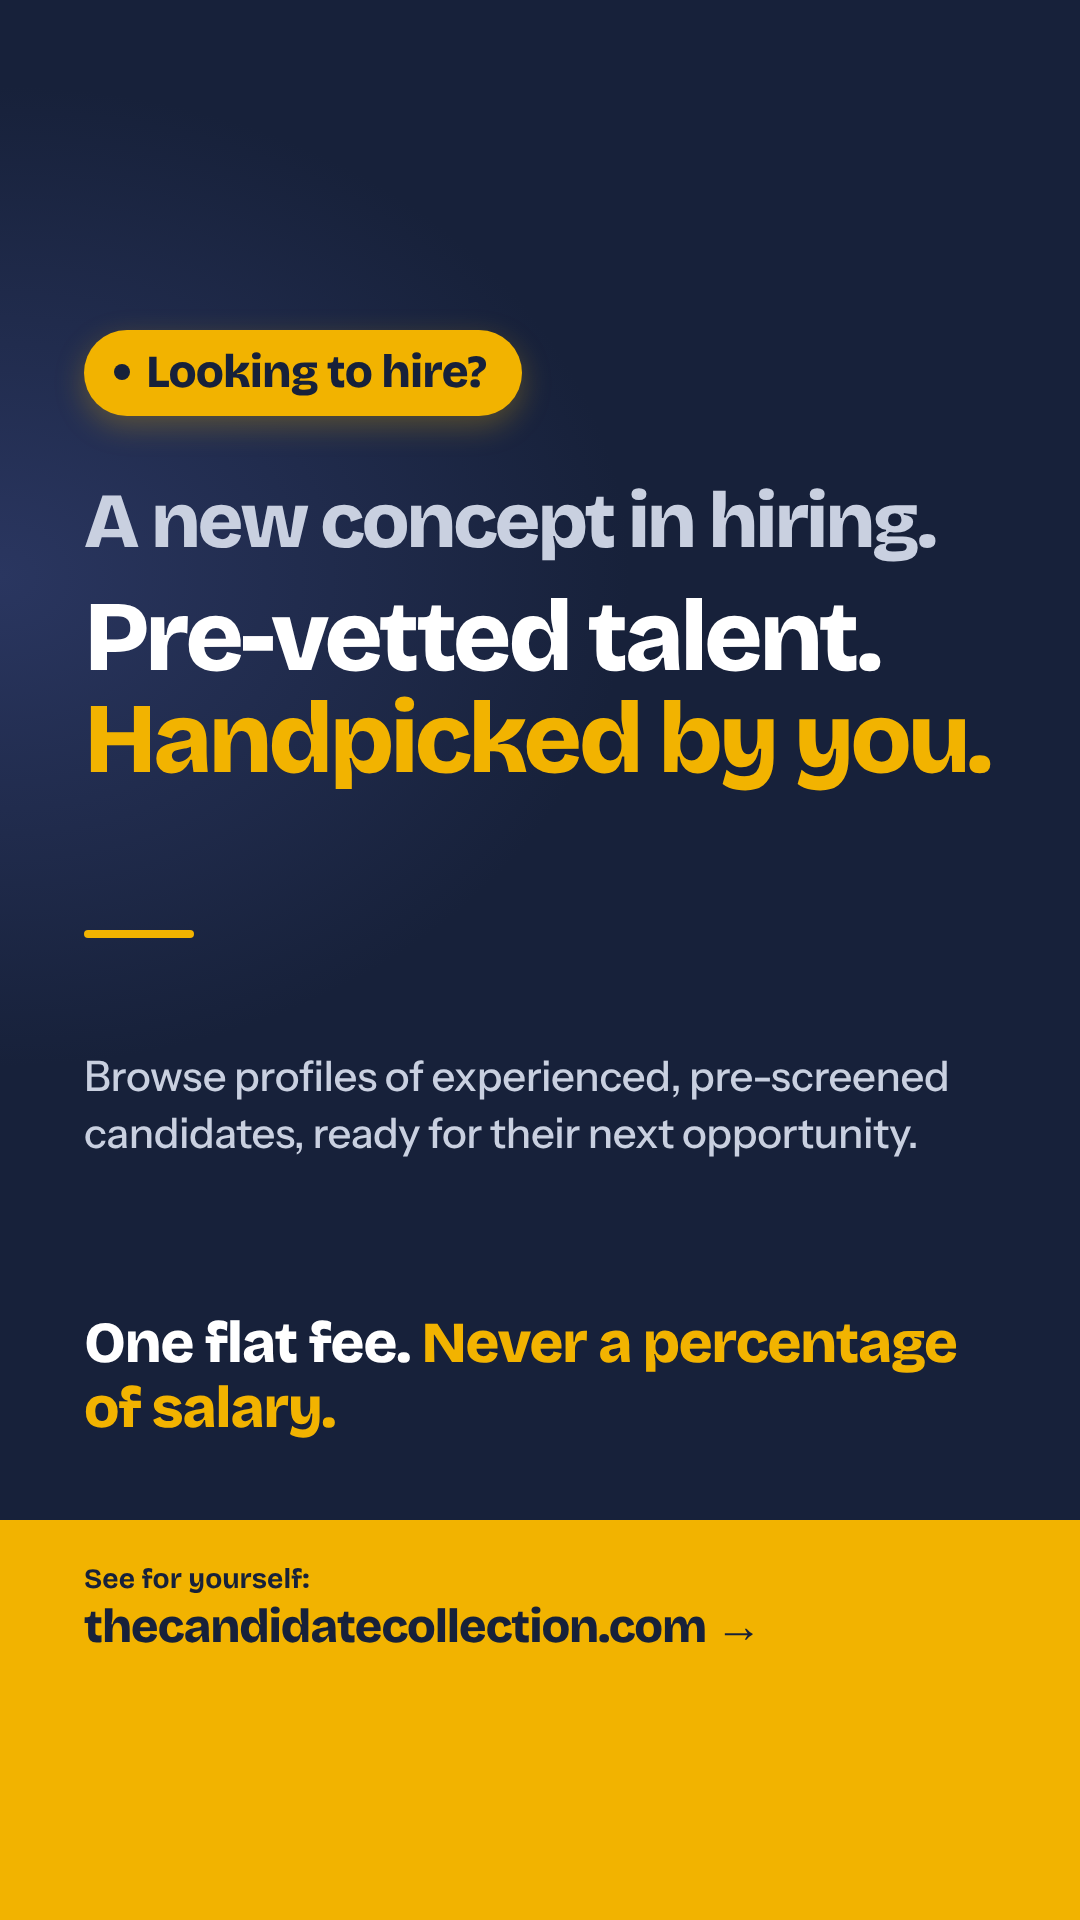 Looking to hire?
A new concept in hiring.
Pre-vetted talent.
Handpicked by you.
Browse profiles of experienced, pre-screened
candidates, ready for their next opportunity.
One flat fee. Never a percentage
of salary.
See for yourself:
thecandidatecollection.com →